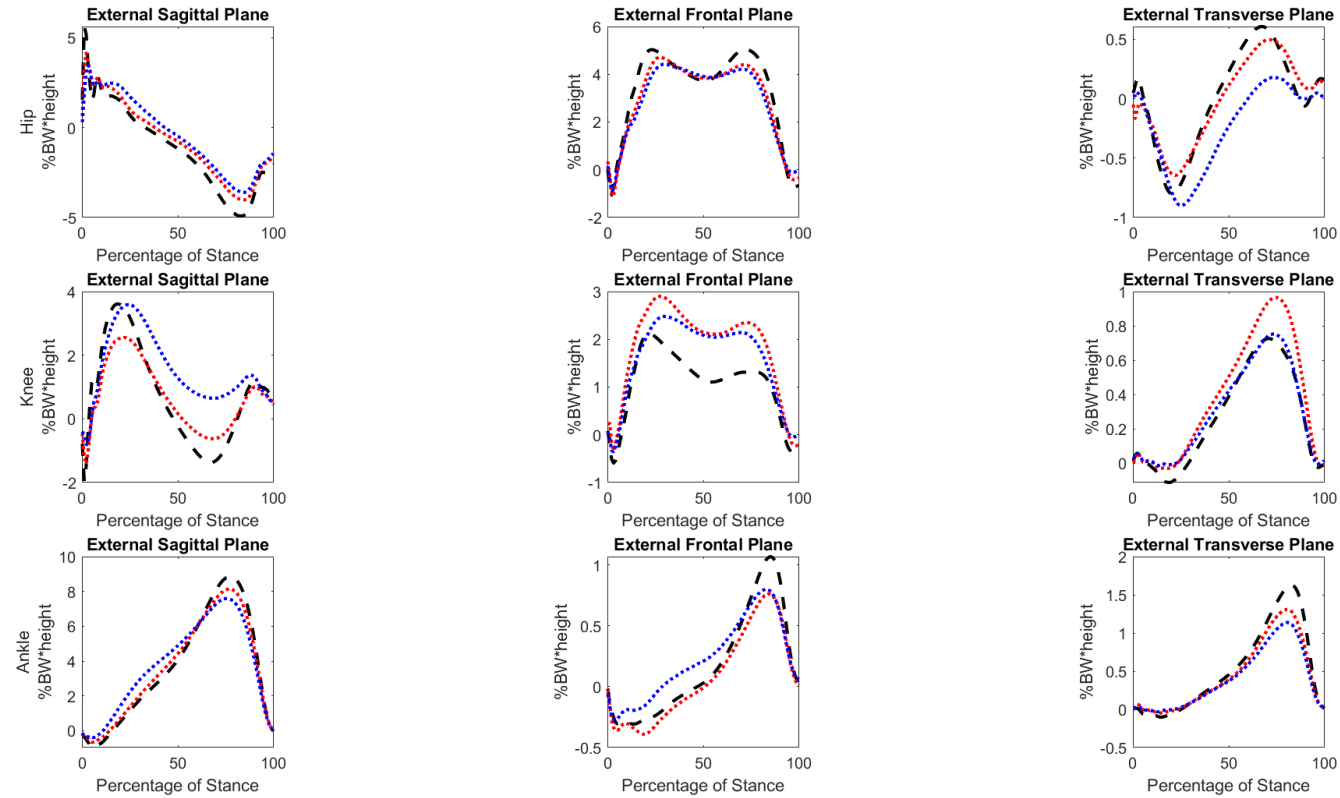 External Sagittal Plane
5
0
-5
0
50
100
Hip
%BW*height
Percentage of Stance
External Frontal Plane
6
4
2
0
-2
0
50
100
%BW*height
Percentage of Stance
External Transverse Plane
0.5
0
-0.5
-1
0
50
100
%BW*height
Percentage of Stance
External Sagittal Plane
4
2
0
-2
0
50
100
Knee
%BW*height
Percentage of Stance
External Frontal Plane
3
2
1
0
-1
0
50
100
%BW*height
Percentage of Stance
External Transverse Plane
1
0.8
0.6
0.4
0.2
0
0
50
100
%BW*height
Percentage of Stance
External Sagittal Plane
10
8
6
4
2
0
0
50
100
Ankle
%BW*height
Percentage of Stance
External Frontal Plane
1
0.5
0
-0.5
0
50
100
%BW*height
Percentage of Stance
External Transverse Plane
2
1.5
1
0.5
0
-0.5
0
50
100
%BW*height
Percentage of Stance